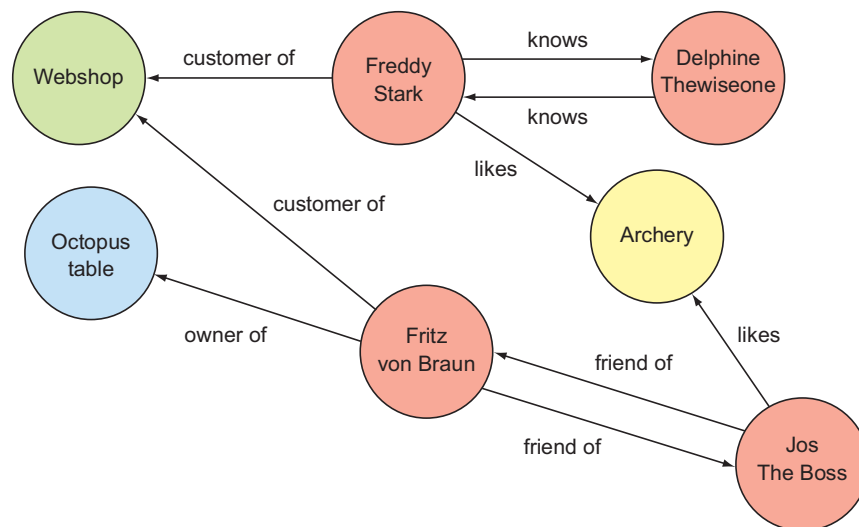 customer of
knows
Webshop
Freddy
Stark
Delphine
Thewiseone
knows
likes
customer of
Archery
Octopus
table
owner of
Fritz
von Braun
likes
friend of
friend of
Jos
The Boss